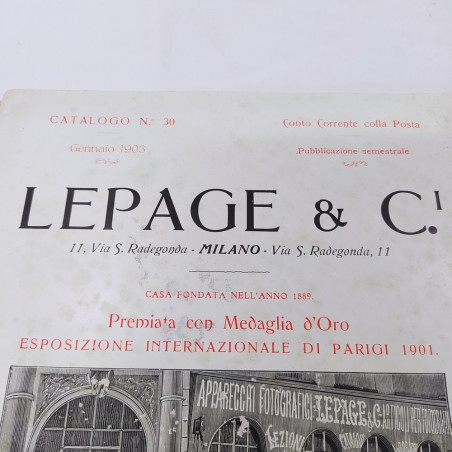 CATALOGO N.º 30
Conto Corrente colla Posta
Gennaio 1903
Pubblicazione semestrale
LEPAGE & C.I
11, Via S. Radegonda - MILANO - Via S. Radegonda, 11
CASA FONDATA NELL'ANNO 1869.
Premiata con Medaglia d'Oro
ESPOSIZIONE INTERNAZIONALE DI PARIGI 1901.
APPARECCHI FOTOGRAFICI LEPAGE & C.
LEZIONI